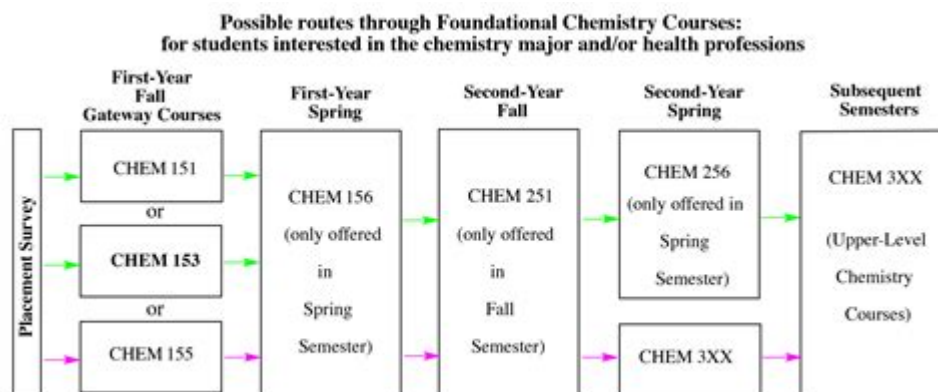 Possible routes through Foundational Chemistry Courses:
for students interested in the chemistry major and/or health professions
First-Year
Fall
Gateway Courses
First-Year
Spring
Second-Year
Fall
Second-Year
Spring
Subsequent
Semesters
Placement Survey
CHEM 151
or
CHEM 153
or
CHEM 155
CHEM 156
(only offered
in
Spring
Semester)
CHEM 251
(only offered
in
Fall
Semester)
CHEM 256
(only offered in
Spring
Semester)
CHEM 3XX
CHEM 3XX
(Upper-Level
Chemistry
Courses)